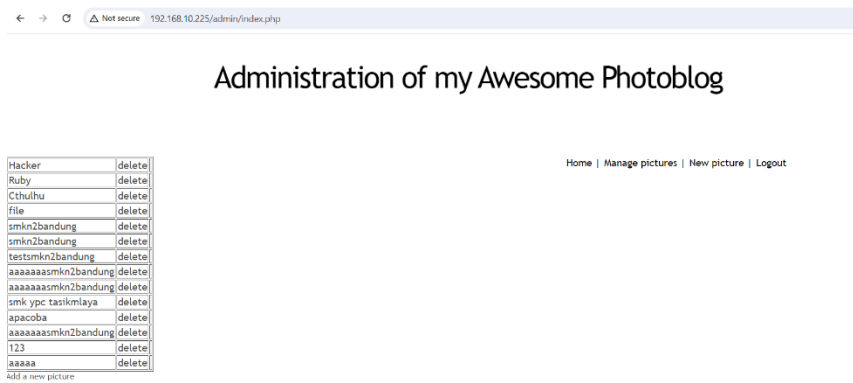 Not secure 192.168.10.225/admin/index.php
Administration of my Awesome Photoblog
Home | Manage pictures | New picture | Logout
Hacker delete
Ruby delete
Cthulhu delete
file delete
smkn2bandung delete
smkn2bandung delete
testsmkn2bandung delete
aaaaaaasmkn2bandung delete
aaaaaaasmkn2bandung delete
smk ypc tasikmlaya delete
apacoba delete
aaaaaaasmkn2bandung delete
123 delete
aaaaa delete
Add a new picture